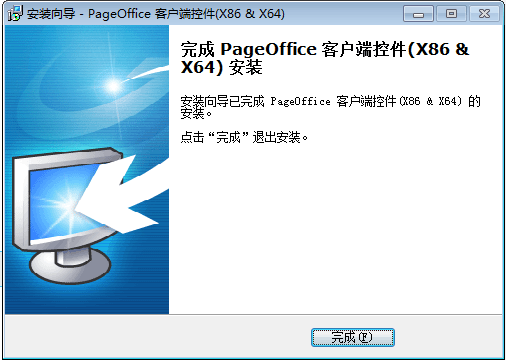 安装向导 - PageOffice 客户端控件(X86 & X64)
完成 PageOffice 客户端控件(X86 &
X64) 安装
安装向导已完成 PageOffice 客户端控件(X86 & X64) 的
安装。
点击“完成”退出安装。
完成(F)